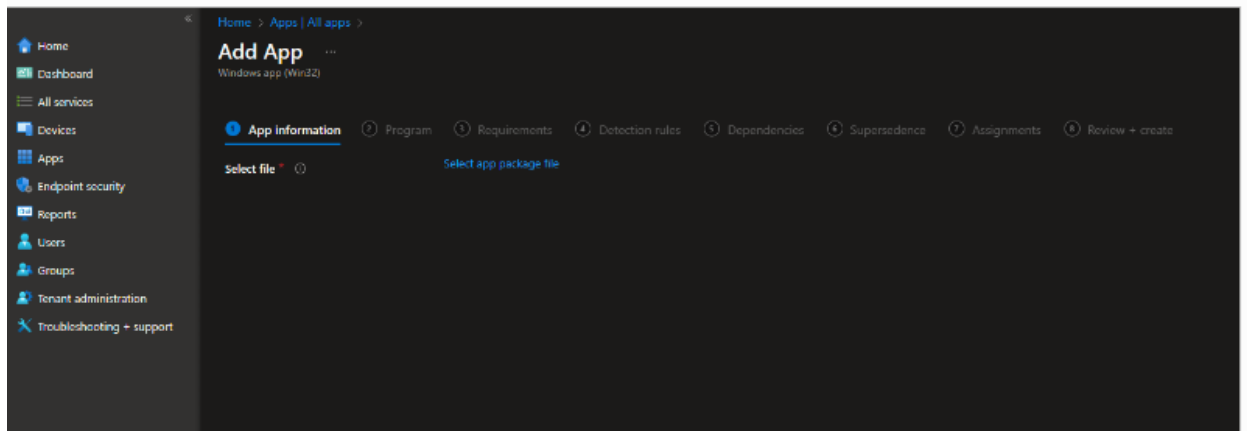 «
Home
Dashboard
All services
Devices
Apps
Endpoint security
Reports
Users
Groups
Tenant administration
Troubleshooting + support
Home > Apps | All apps >
Add App ...
Windows app (Win32)
1 App information 2 Program 3 Requirements 4 Detection rules 5 Dependencies 6 Supersedence 7 Assignments 8 Review + create
Select file * Select app package file